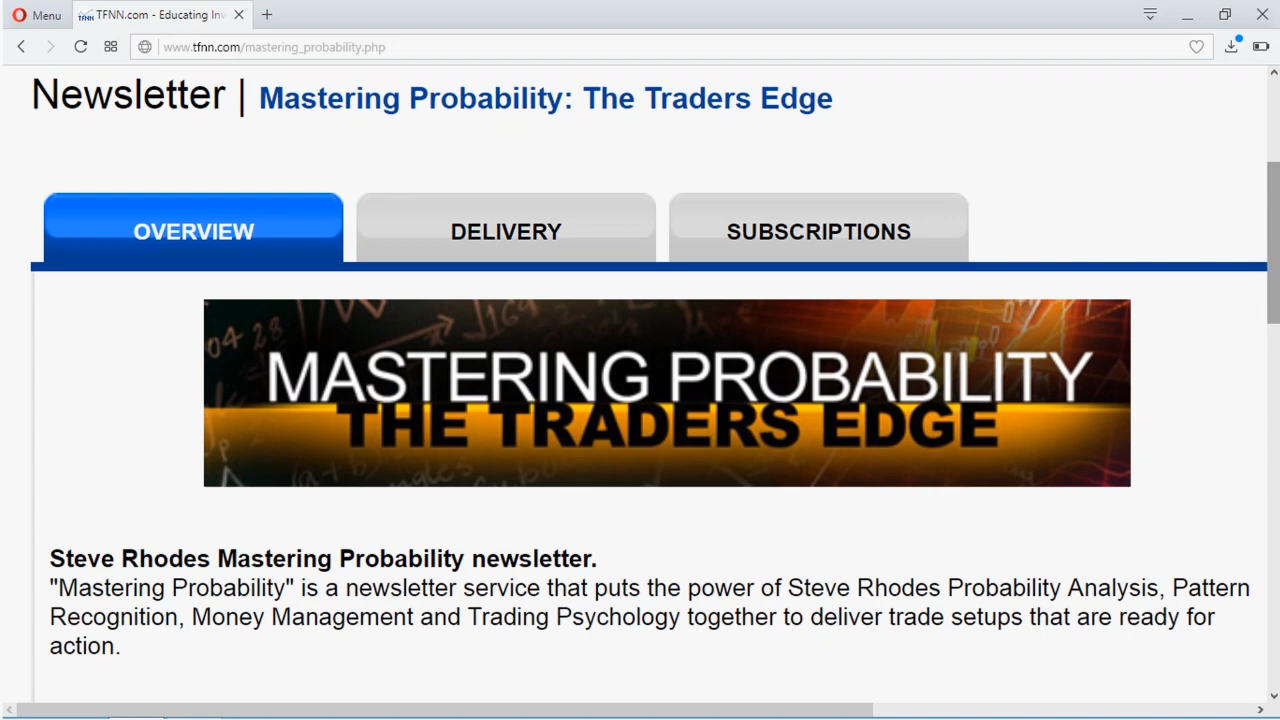 Menu
TFNN.com - Educating Inv
www.tfnn.com/mastering_probability.php
Newsletter | Mastering Probability: The Traders Edge
OVERVIEW
DELIVERY
SUBSCRIPTIONS
MASTERING PROBABILITY
THE TRADERS EDGE
Steve Rhodes Mastering Probability newsletter.
"Mastering Probability" is a newsletter service that puts the power of Steve Rhodes Probability Analysis, Pattern
Recognition, Money Management and Trading Psychology together to deliver trade setups that are ready for
action.